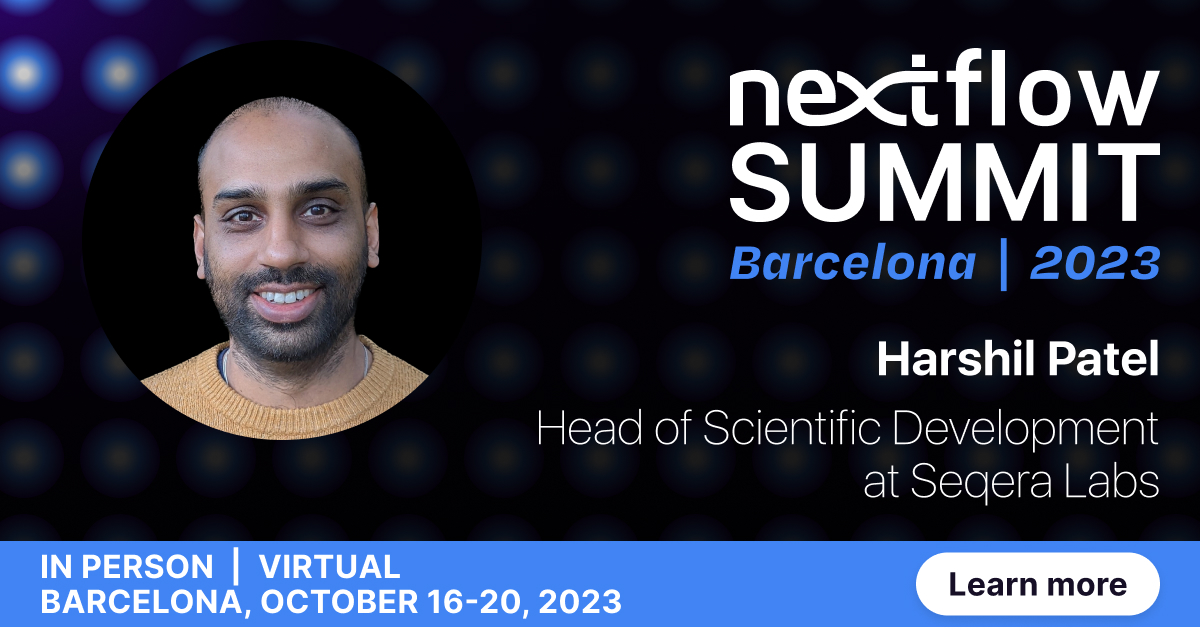 nextflow
SUMMIT
Barcelona | 2023
Harshil Patel
Head of Scientific Development
at Seqera Labs
IN PERSON | VIRTUAL
BARCELONA, OCTOBER 16-20, 2023
Learn more